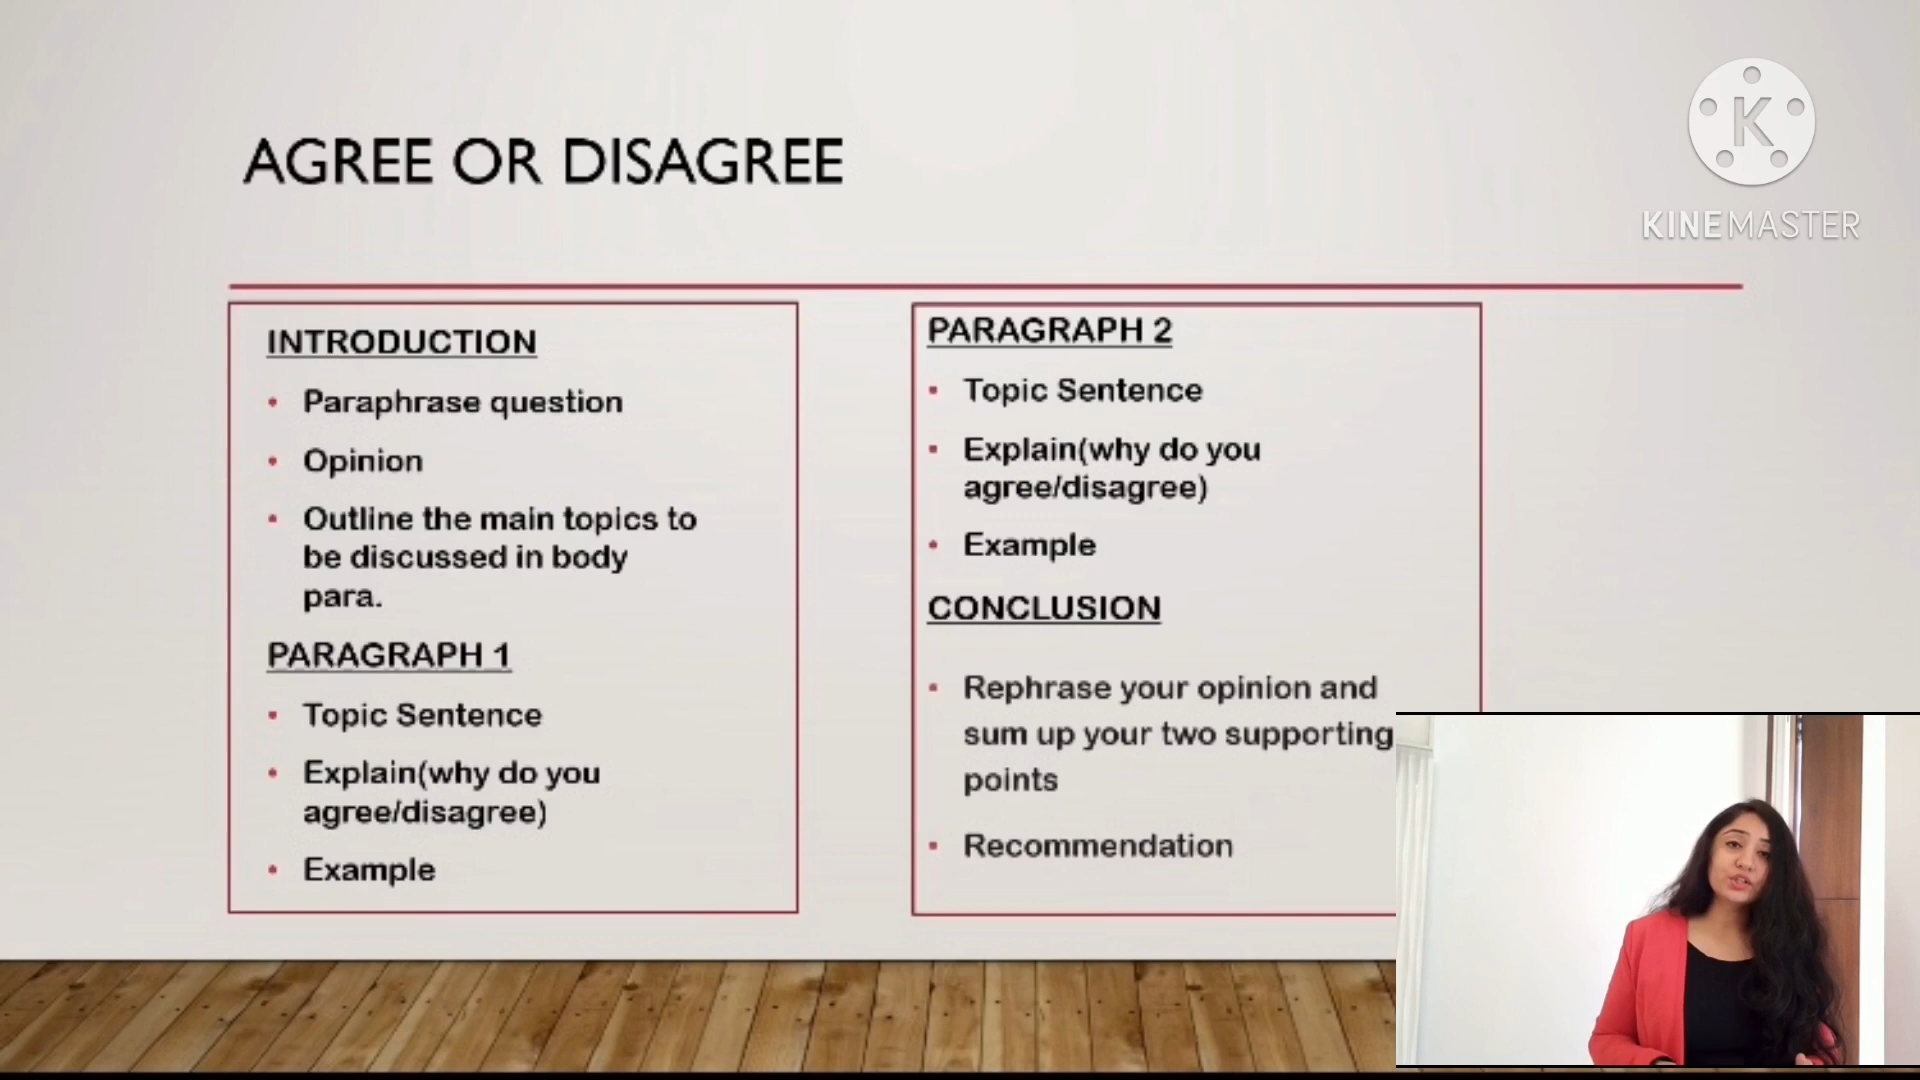 AGREE OR DISAGREE
INTRODUCTION
• Paraphrase question
• Opinion
• Outline the main topics to
be discussed in body
para.
PARAGRAPH 1
• Topic Sentence
• Explain(why do you
agree/disagree)
• Example
PARAGRAPH 2
• Topic Sentence
• Explain(why do you
agree/disagree)
• Example
CONCLUSION
• Rephrase your opinion and
sum up your two supporting
points
• Recommendation
K
KINEMASTER